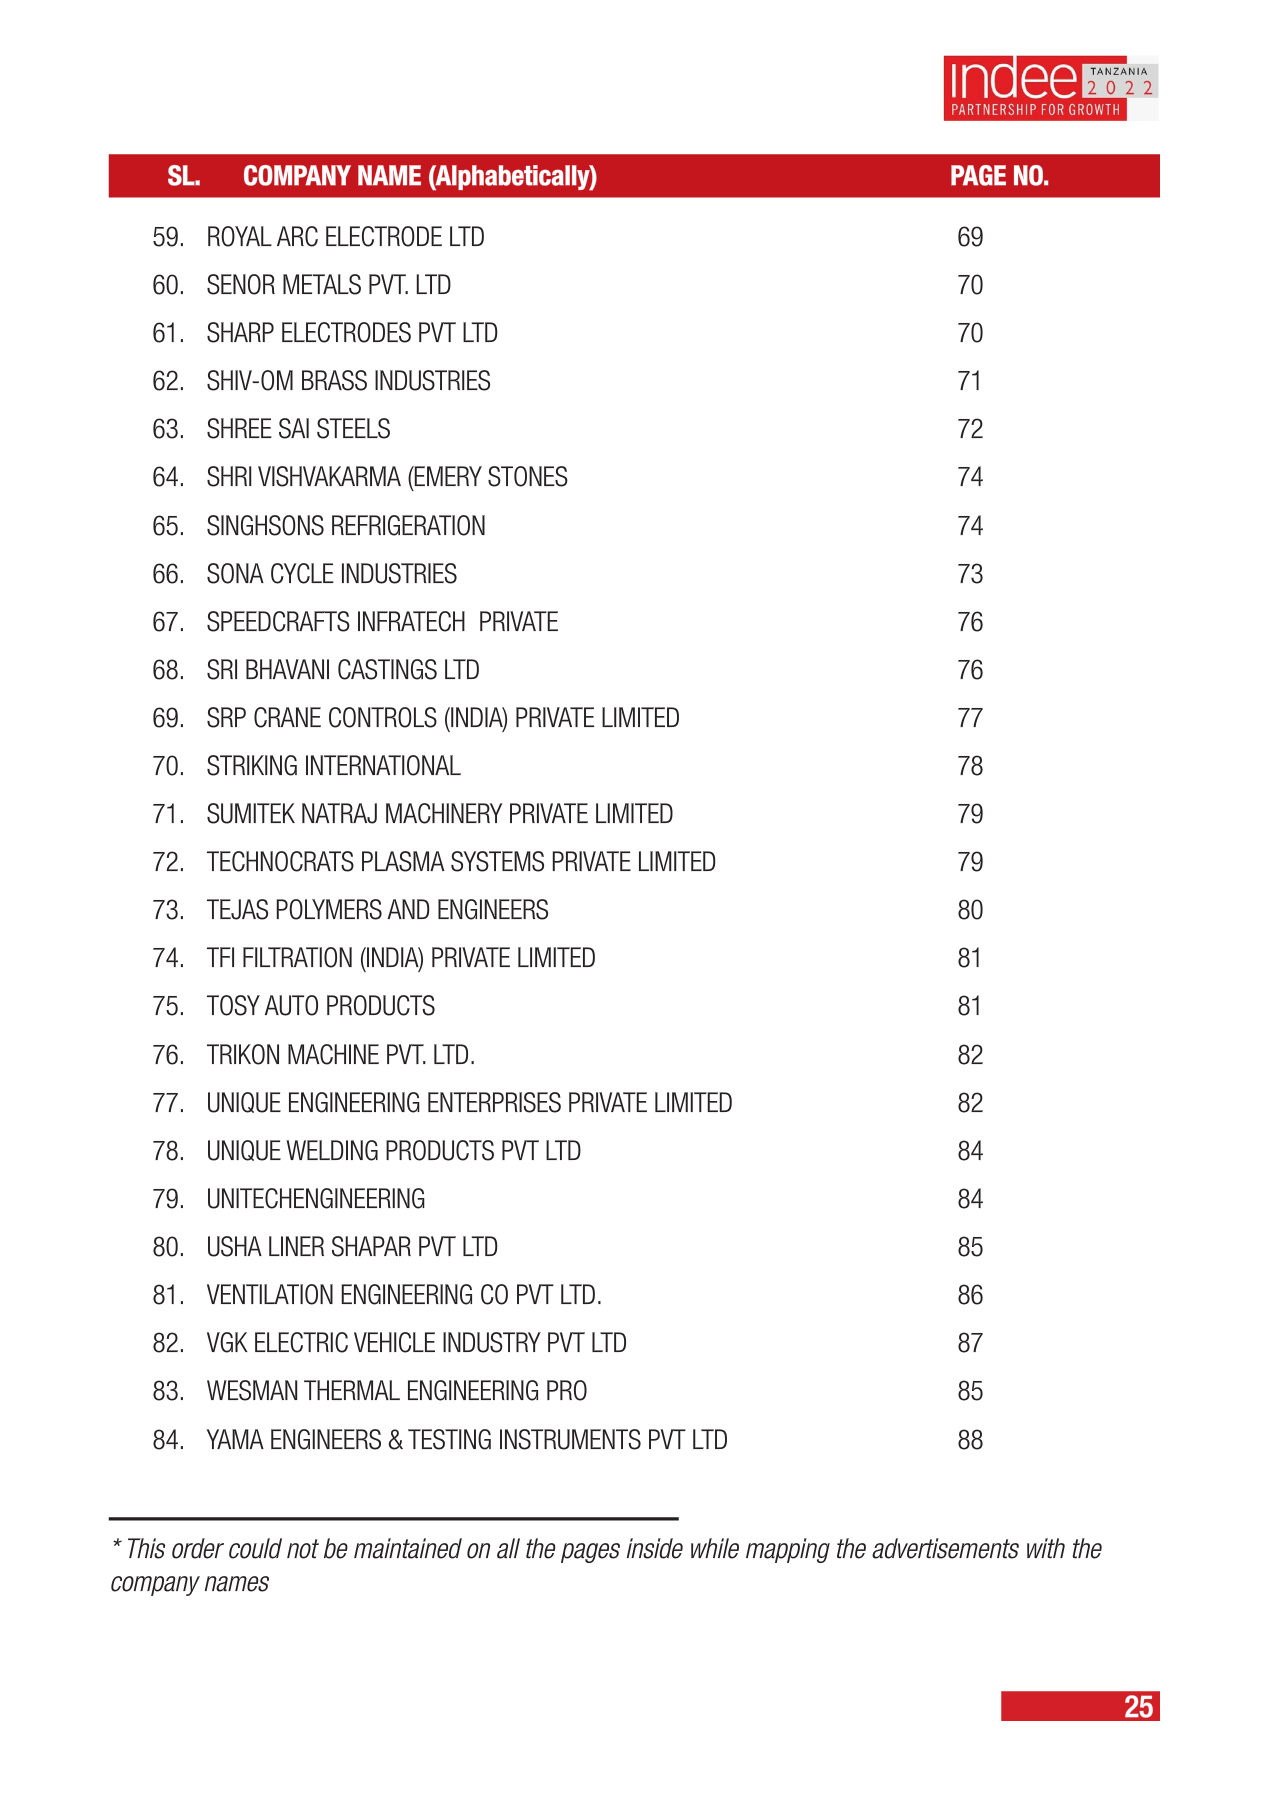 indee TANZANIA
2022
PARTNERSHIP FOR GROWTH
SL. COMPANY NAME (Alphabetically) PAGE NO.
59. ROYAL ARC ELECTRODE LTD 69
60. SENOR METALS PVT. LTD 70
61. SHARP ELECTRODES PVT LTD 70
62. SHIV-OM BRASS INDUSTRIES 71
63. SHREE SAI STEELS 72
64. SHRI VISHVAKARMA (EMERY STONES 74
65. SINGHSONS REFRIGERATION 74
66. SONA CYCLE INDUSTRIES 73
67. SPEEDCRAFTS INFRATECH PRIVATE 76
68. SRI BHAVANI CASTINGS LTD 76
69. SRP CRANE CONTROLS (INDIA) PRIVATE LIMITED 77
70. STRIKING INTERNATIONAL 78
71. SUMITEK NATRAJ MACHINERY PRIVATE LIMITED 79
72. TECHNOCRATS PLASMA SYSTEMS PRIVATE LIMITED 79
73. TEJAS POLYMERS AND ENGINEERS 80
74. TFI FILTRATION (INDIA) PRIVATE LIMITED 81
75. TOSY AUTO PRODUCTS 81
76. TRIKON MACHINE PVT. LTD. 82
77. UNIQUE ENGINEERING ENTERPRISES PRIVATE LIMITED 82
78. UNIQUE WELDING PRODUCTS PVT LTD 84
79. UNITECHENGINEERING 84
80. USHA LINER SHAPAR PVT LTD 85
81. VENTILATION ENGINEERING CO PVT LTD. 86
82. VGK ELECTRIC VEHICLE INDUSTRY PVT LTD 87
83. WESMAN THERMAL ENGINEERING PRO 85
84. YAMA ENGINEERS & TESTING INSTRUMENTS PVT LTD 88
* This order could not be maintained on all the pages inside while mapping the advertisements with the
company names
25